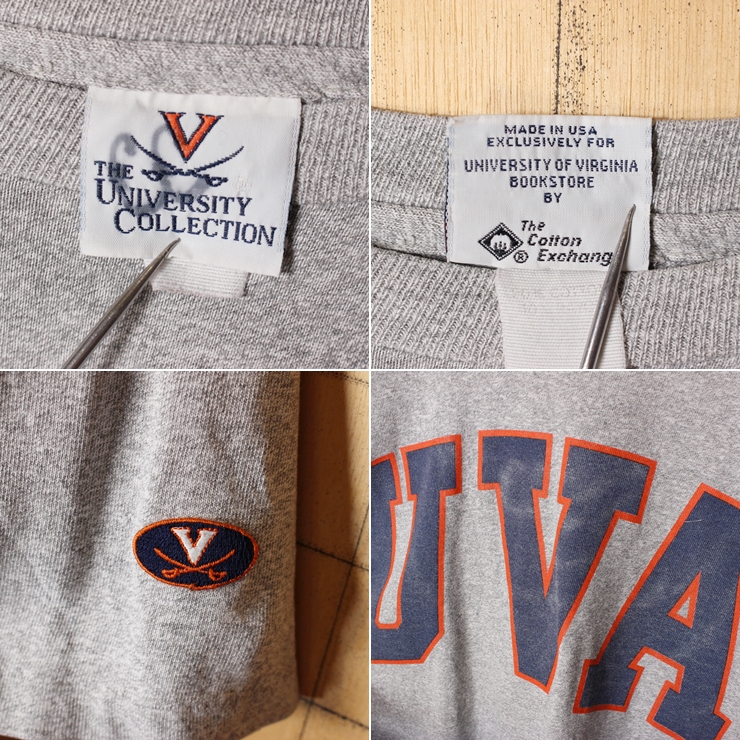 V
THE
UNIVERSITY
COLLECTION
MADE IN USA
EXCLUSIVELY FOR
UNIVERSITY OF VIRGINIA
BOOKSTORE
BY
The
Cotton
® Exchang
V
UVA